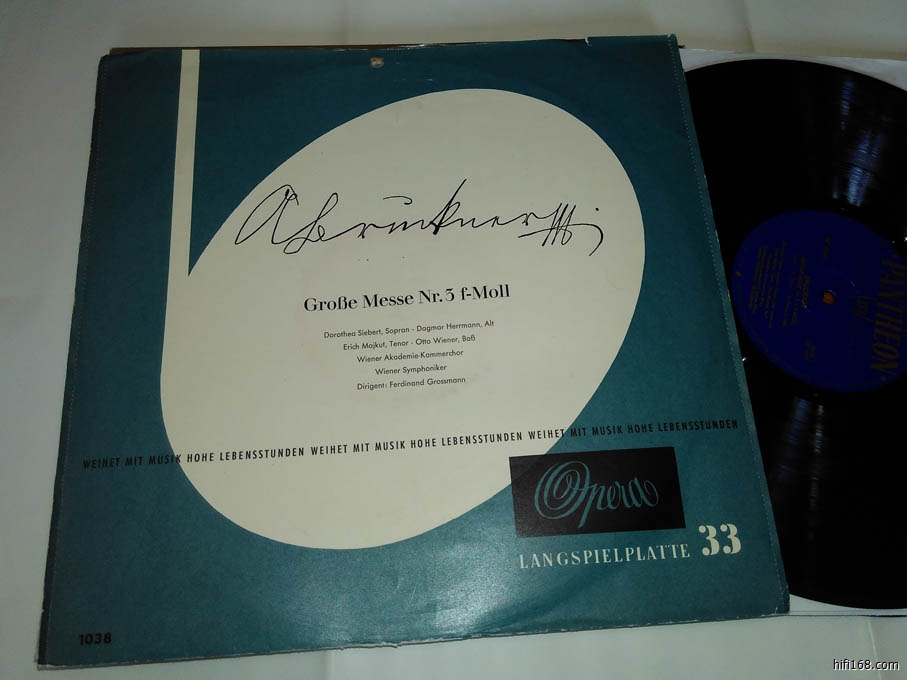 ABruckner
Große Messe Nr. 3 f-Moll
Dorothea Siebert, Sopran - Dagmar Herrmann, Alt
Erich Majkut, Tenor - Otto Wiener, Baß
Wiener Akademie-Kammerchor
Wiener Symphoniker
Dirigent: Ferdinand Grossmann
WEIHET MIT MUSIK HOHE LEBENSSTUNDEN WEIHET MIT MUSIK HOHE LEBENSSTUNDEN WEIHET MIT MUSIK HOHE LEBENSSTUNDEN
Opera
LANGSPIELPLATTE 33
1038
PANTHEON
hifi168.com